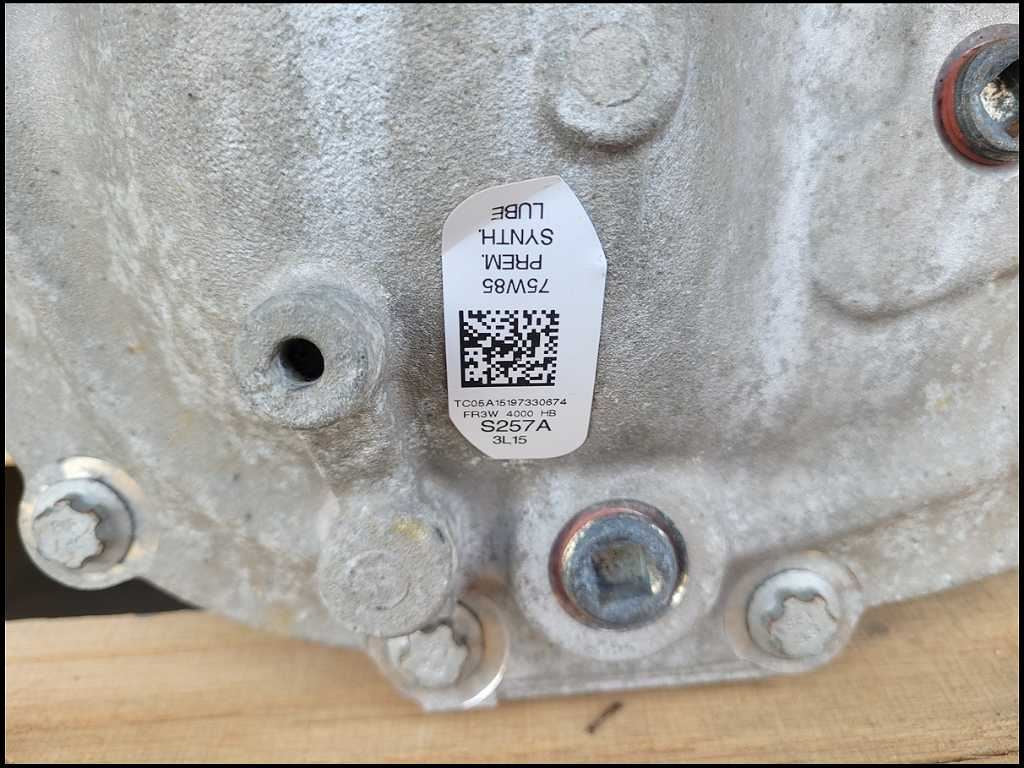 75W85
PREM.
SYNTH.
LUBE
TC05A15197330674
FR3W 4000 HB
S257A
3L15